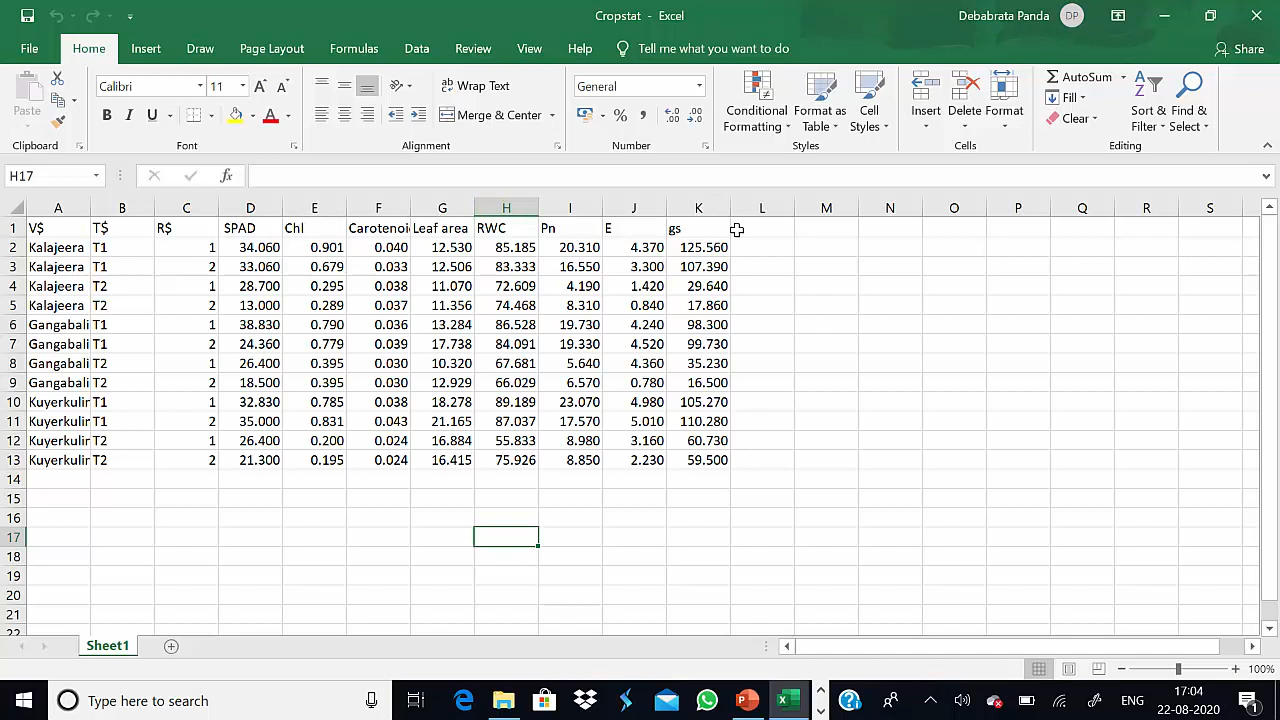 Cropstat - Excel
Debabrata Panda DP
File Home Insert Draw Page Layout Formulas Data Review View Help Tell me what you want to do Share
Paste Calibri 11 Wrap Text General Conditional Format as Cell Insert Delete Format AutoSum Sort & Find &
B I U Merge & Center % Formatting Table Styles Fill Clear Filter Select
Clipboard Font Alignment Number Styles Cells Editing
H17 fx
A B C D E F G H I J K L M N O P Q R S
1 V$ T$ R$ SPAD Chl Carotenoi Leaf area RWC Pn E gs
2 Kalajeera T1 1 34.060 0.901 0.040 12.530 85.185 20.310 4.370 125.560
3 Kalajeera T1 2 33.060 0.679 0.033 12.506 83.333 16.550 3.300 107.390
4 Kalajeera T2 1 28.700 0.295 0.038 11.070 72.609 4.190 1.420 29.640
5 Kalajeera T2 2 13.000 0.289 0.037 11.356 74.468 8.310 0.840 17.860
6 Gangabali T1 1 38.830 0.790 0.036 13.284 86.528 19.730 4.240 98.300
7 Gangabali T1 2 24.360 0.779 0.039 17.738 84.091 19.330 4.520 99.730
8 Gangabali T2 1 26.400 0.395 0.030 10.320 67.681 5.640 4.360 35.230
9 Gangabali T2 2 18.500 0.395 0.030 12.929 66.029 6.570 0.780 16.500
10 Kuyerkulin T1 1 32.830 0.785 0.038 18.278 89.189 23.070 4.980 105.270
11 Kuyerkulin T1 2 35.000 0.831 0.043 21.165 87.037 17.570 5.010 110.280
12 Kuyerkulin T2 1 26.400 0.200 0.024 16.884 55.833 8.980 3.160 60.730
13 Kuyerkulin T2 2 21.300 0.195 0.024 16.415 75.926 8.850 2.230 59.500
14
15
16
17
18
19
20
21
22
Sheet1
100%
Type here to search ENG 17:04
22-08-2020